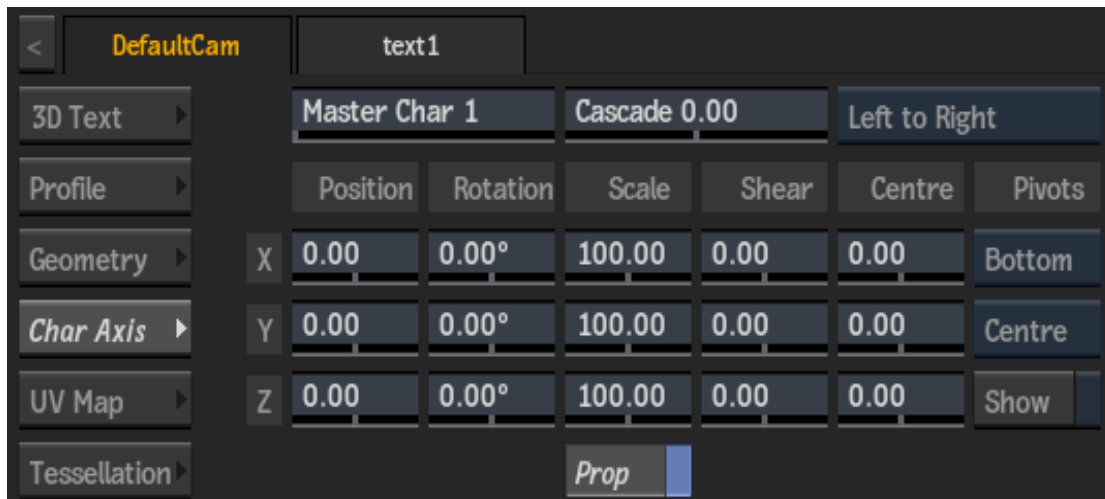 < DefaultCam text1
3D Text Master Char 1 Cascade 0.00 Left to Right
Profile Position Rotation Scale Shear Centre Pivots
Geometry X 0.00 0.00° 100.00 0.00 0.00 Bottom
Char Axis Y 0.00 0.00° 100.00 0.00 0.00 Centre
UV Map Z 0.00 0.00° 100.00 0.00 0.00 Show
Tessellation Prop